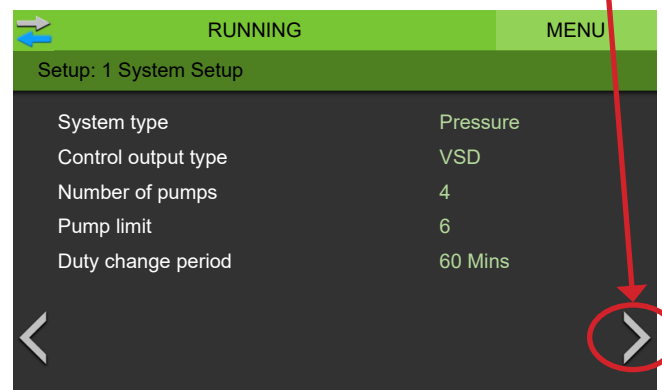 RUNNING MENU
Setup: 1 System Setup
System type Pressure
Control output type VSD
Number of pumps 4
Pump limit 6
Duty change period 60 Mins